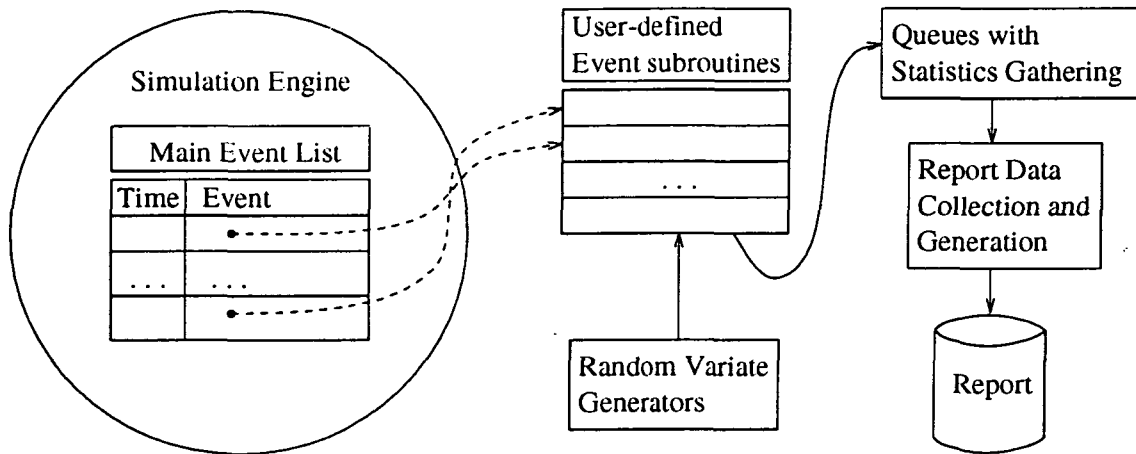 Simulation Engine
Main Event List
Time Event
. . . . . .
User-defined
Event subroutines
. . .
Random Variate
Generators
Queues with
Statistics Gathering
Report Data
Collection and
Generation
Report